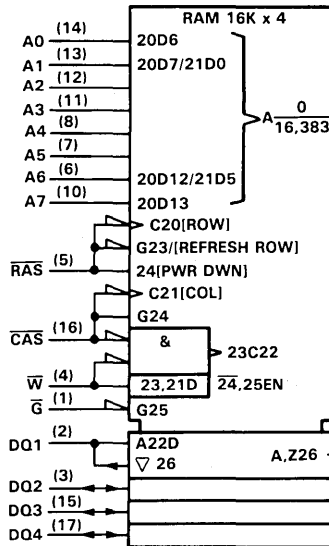 RAM 16K x 4
A0 (14) 20D6
A1 (13) 20D7/21D0
A2 (12)
A3 (11)
A4 (8)
A5 (7)
A6 (6) 20D12/21D5
A7 (10) 20D13
A 0
16,383
C20[ROW]
G23/[REFRESH ROW]
R̅A̅S̅ (5) 24[PWR DWN]
C21[COL]
G24
C̅A̅S̅ (16) & 23C22
W̅ (4) 23,21D 2̅4̅,25EN
G̅ (1) G25
DQ1 (2) A22D
▽ 26 A,Z26
DQ2 (3)
DQ3 (15)
DQ4 (17)